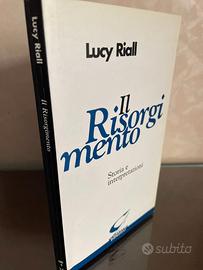 Lucy Riall
Il
Risorgi
mento
Storia e
interpretazioni
Lucy Riall
Il Risorgimento
subito